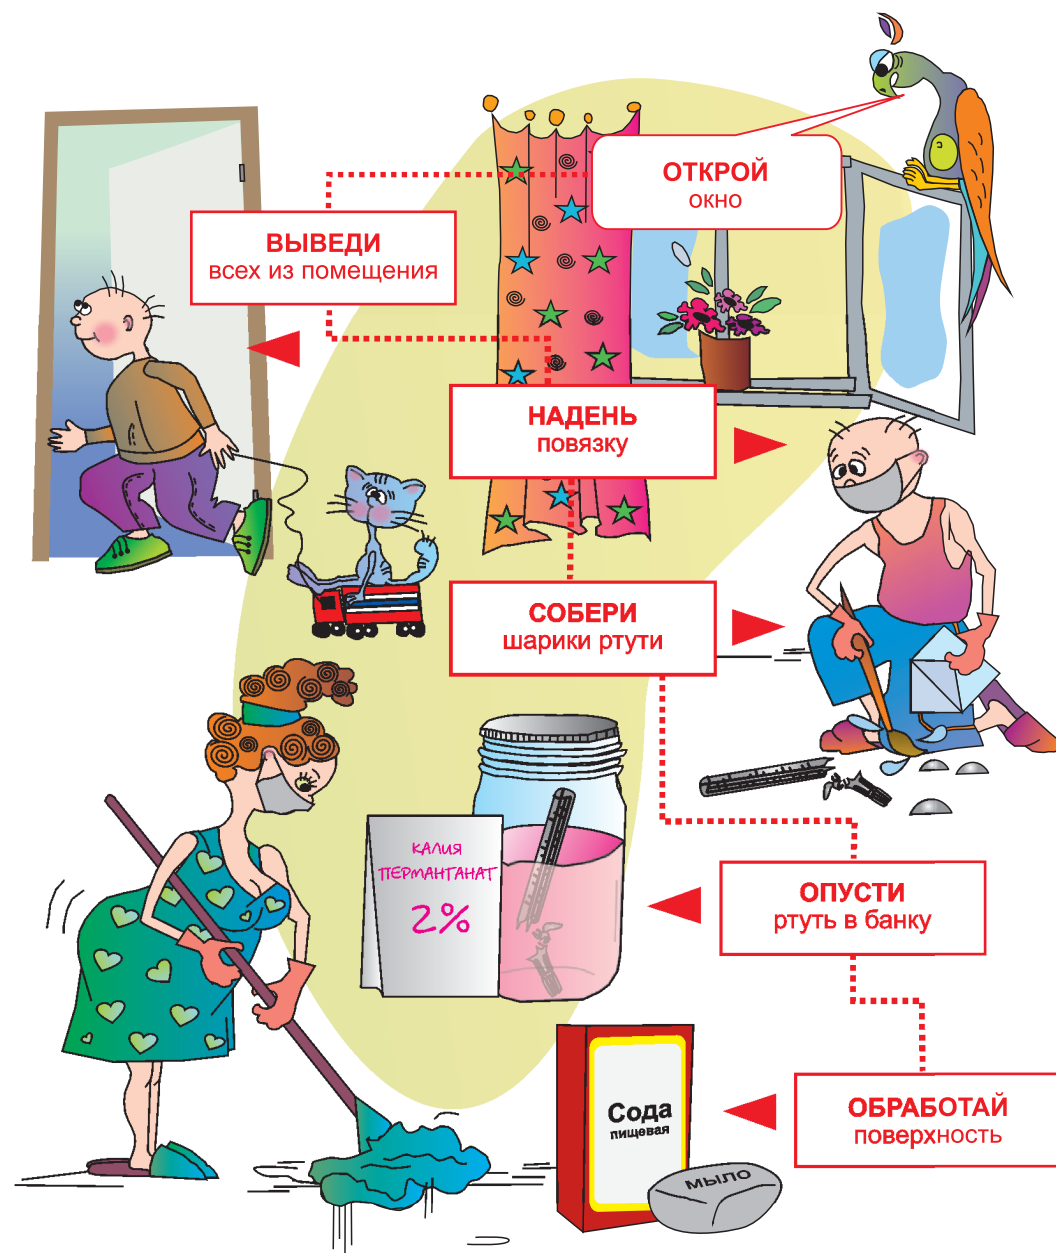 ОТКРОЙ
окно
ВЫВЕДИ
всех из помещения
НАДЕНЬ
повязку
СОБЕРИ
шарики ртути
КАЛИЯ
ПЕРМАНГАНАТ
2%
ОПУСТИ
ртуть в банку
ОБРАБОТАЙ
поверхность
Сода
пищевая
МЫЛО